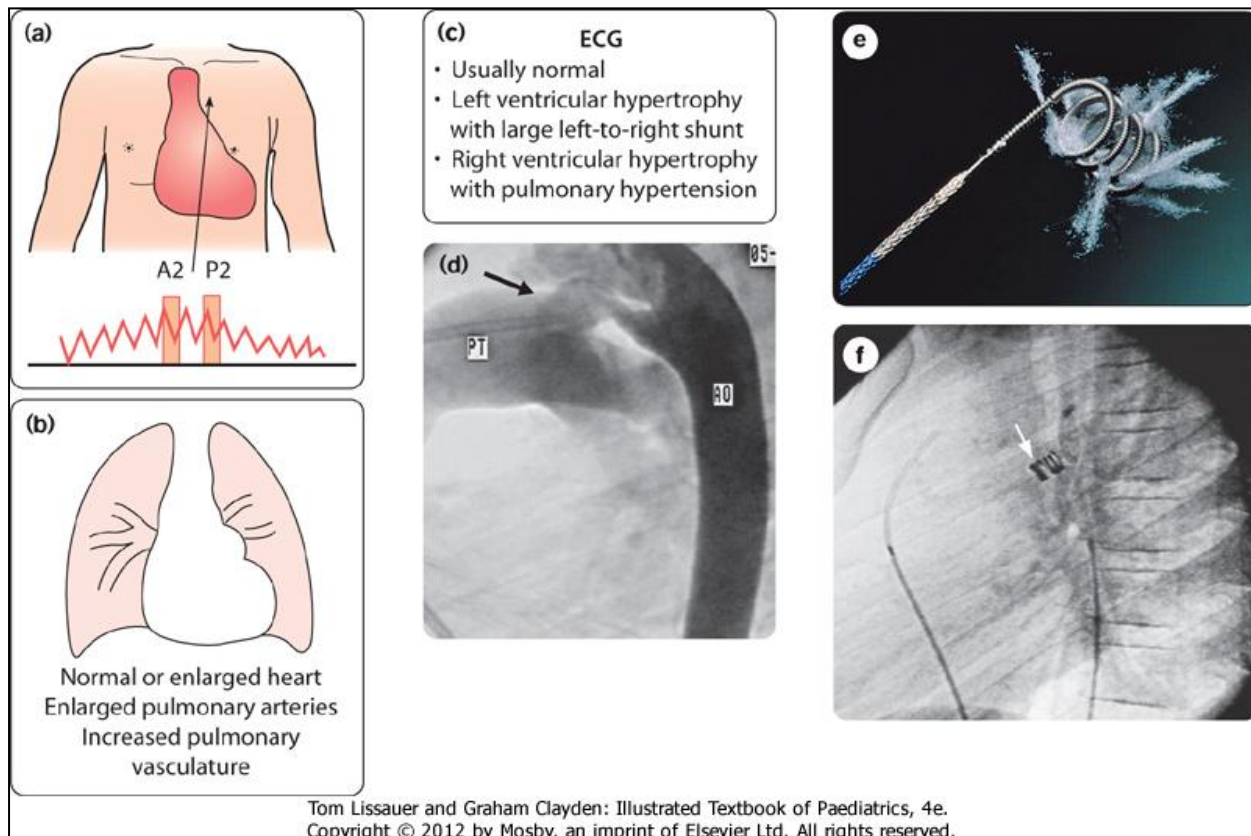 (a)
A2 P2
(b)
Normal or enlarged heart
Enlarged pulmonary arteries
Increased pulmonary
vasculature
(c)
ECG
• Usually normal
• Left ventricular hypertrophy
with large left-to-right shunt
• Right ventricular hypertrophy
with pulmonary hypertension
(d)
05-
PT
AO
e
f
Tom Lissauer and Graham Clayden: Illustrated Textbook of Paediatrics, 4e.
Copyright © 2012 by Mosby, an imprint of Elsevier Ltd. All rights reserved.